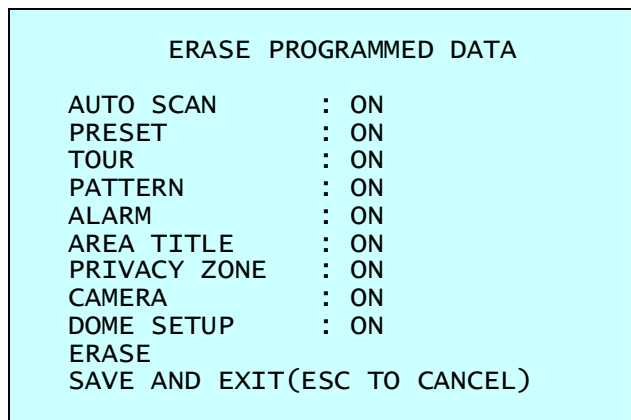 ERASE PROGRAMMED DATA
AUTO SCAN : ON
PRESET : ON
TOUR : ON
PATTERN : ON
ALARM : ON
AREA TITLE : ON
PRIVACY ZONE : ON
CAMERA : ON
DOME SETUP : ON
ERASE
SAVE AND EXIT(ESC TO CANCEL)